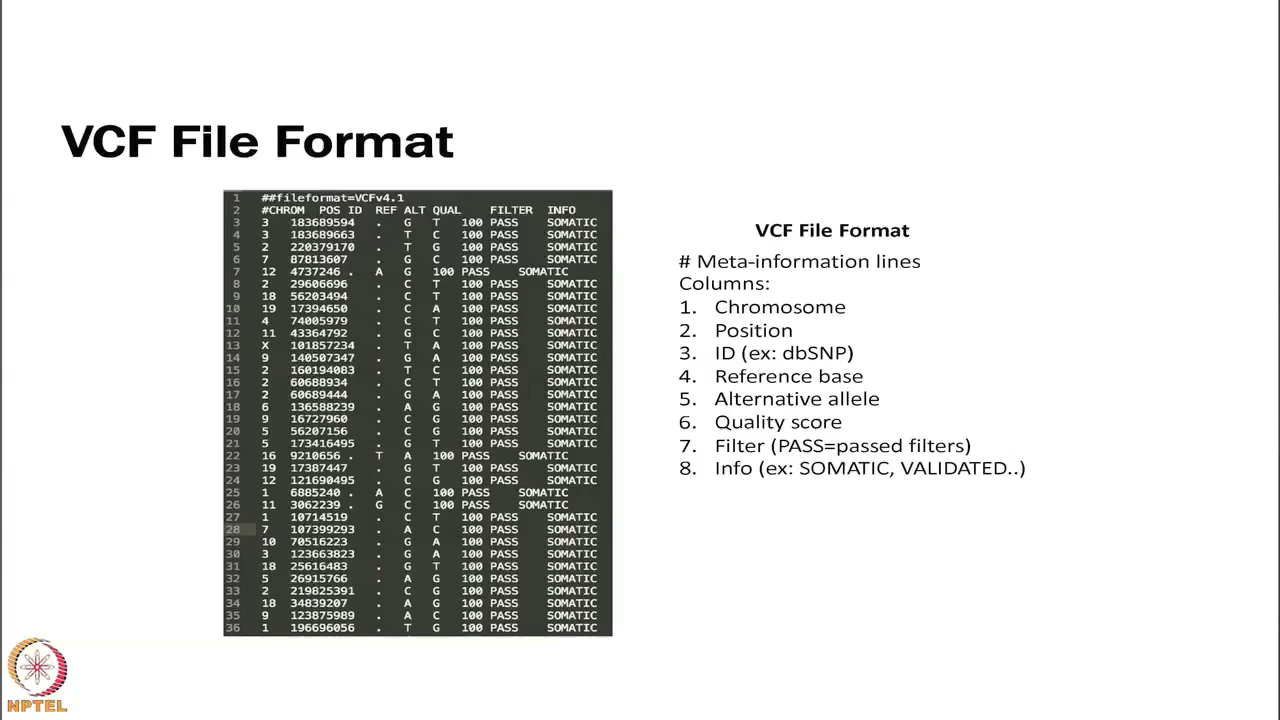 VCF File Format
1 ##fileformat=VCFv4.1
2 #CHROM POS ID REF ALT QUAL FILTER INFO
3 3 183689594 . G T 100 PASS SOMATIC
4 3 183689663 . T C 100 PASS SOMATIC
5 2 220379170 . T G 100 PASS SOMATIC
6 7 87813607 . G C 100 PASS SOMATIC
7 12 4737246 . A G 100 PASS SOMATIC
8 2 29606696 . C T 100 PASS SOMATIC
9 18 56203494 . C T 100 PASS SOMATIC
10 19 17394650 . C A 100 PASS SOMATIC
11 4 74005979 . C T 100 PASS SOMATIC
12 11 43364792 . G C 100 PASS SOMATIC
13 X 101857234 . T A 100 PASS SOMATIC
14 9 140507347 . G A 100 PASS SOMATIC
15 2 160194083 . T C 100 PASS SOMATIC
16 2 60688934 . C T 100 PASS SOMATIC
17 2 60689444 . G A 100 PASS SOMATIC
18 6 136588239 . A G 100 PASS SOMATIC
19 9 16727960 . C G 100 PASS SOMATIC
20 5 56207156 . C G 100 PASS SOMATIC
21 5 173416495 . G T 100 PASS SOMATIC
22 16 9210656 . T A 100 PASS SOMATIC
23 19 17387447 . G T 100 PASS SOMATIC
24 12 121690495 . C G 100 PASS SOMATIC
25 1 6885240 . A C 100 PASS SOMATIC
26 11 3062239 . G C 100 PASS SOMATIC
27 1 10714519 . C T 100 PASS SOMATIC
28 7 107399293 . A C 100 PASS SOMATIC
29 10 70516223 . G A 100 PASS SOMATIC
30 3 123663823 . G A 100 PASS SOMATIC
31 18 25616483 . G T 100 PASS SOMATIC
32 5 26915766 . A G 100 PASS SOMATIC
33 2 219825391 . C G 100 PASS SOMATIC
34 18 34839207 . A G 100 PASS SOMATIC
35 9 123875989 . A C 100 PASS SOMATIC
36 1 196696056 . T G 100 PASS SOMATIC
VCF File Format
# Meta-information lines
Columns:
1. Chromosome
2. Position
3. ID (ex: dbSNP)
4. Reference base
5. Alternative allele
6. Quality score
7. Filter (PASS=passed filters)
8. Info (ex: SOMATIC, VALIDATED..)
NPTEL